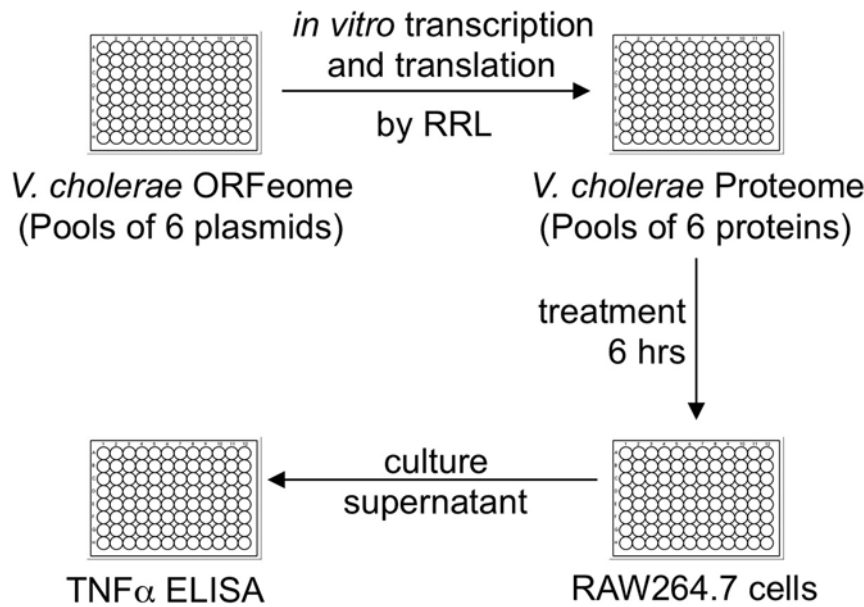 in vitro transcription
and translation
by RRL
V. cholerae ORFeome
(Pools of 6 plasmids)
V. cholerae Proteome
(Pools of 6 proteins)
treatment
6 hrs
culture
supernatant
TNFα ELISA
RAW264.7 cells